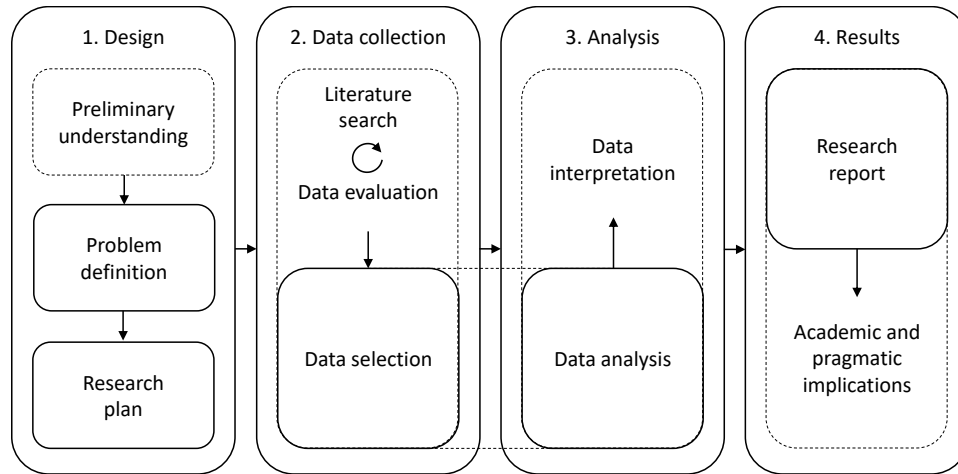 1. Design
Preliminary
understanding
Problem
definition
Research
plan
2. Data collection
Literature
search
Data evaluation
Data selection
3. Analysis
Data
interpretation
Data analysis
4. Results
Research
report
Academic and
pragmatic
implications